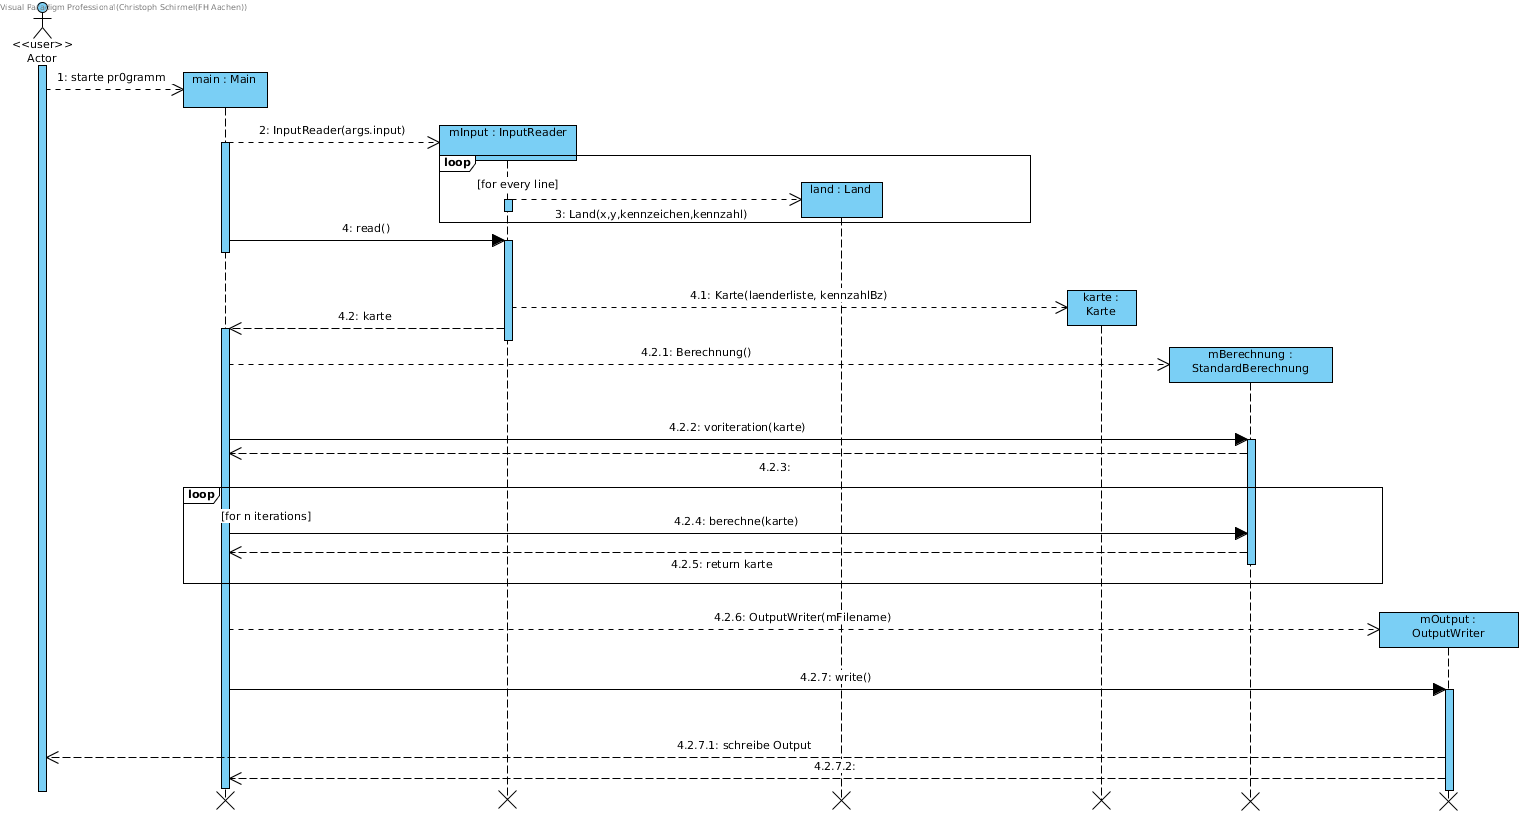 Visual Paradigm Professional(Christoph Schirmel(FH Aachen))
<<user>>
Actor
1: starte pr0gramm
main : Main
2: InputReader(args.input)
mInput : InputReader
loop
[for every line]
land : Land
3: Land(x,y,kennzeichen,kennzahl)
4: read()
4.1: Karte(laenderliste, kennzahlBz)
karte :
Karte
4.2: karte
4.2.1: Berechnung()
mBerechnung :
StandardBerechnung
4.2.2: voriteration(karte)
4.2.3:
loop
[for n iterations]
4.2.4: berechne(karte)
4.2.5: return karte
4.2.6: OutputWriter(mFilename)
mOutput :
OutputWriter
4.2.7: write()
4.2.7.1: schreibe Output
4.2.7.2: